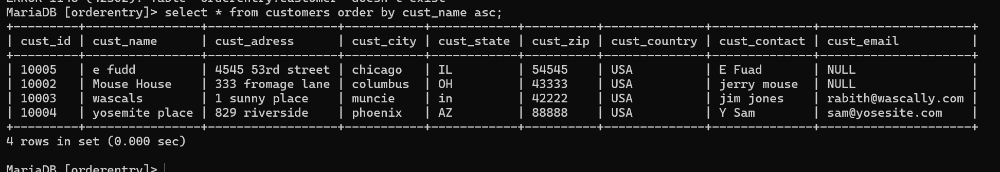 MariaDB [orderentry]> select * from customers order by cust_name asc;
+---------+----------------+------------------+-----------+------------+----------+--------------+--------------+--------------------+
| cust_id | cust_name      | cust_adress      | cust_city | cust_state | cust_zip | cust_country | cust_contact | cust_email         |
+---------+----------------+------------------+-----------+------------+----------+--------------+--------------+--------------------+
| 10005   | e fudd         | 4545 53rd street | chicago   | IL         | 54545    | USA          | E Fuad       | NULL               |
| 10002   | Mouse House    | 333 fromage lane | columbus  | OH         | 43333    | USA          | jerry mouse  | NULL               |
| 10003   | wascals        | 1 sunny place    | muncie    | in         | 42222    | USA          | jim jones    | rabith@wascally.com |
| 10004   | yosemite place | 829 riverside    | phoenix   | AZ         | 88888    | USA          | Y Sam        | sam@yosesite.com   |
+---------+----------------+------------------+-----------+------------+----------+--------------+--------------+--------------------+
4 rows in set (0.000 sec)
MariaDB [orderentry]>